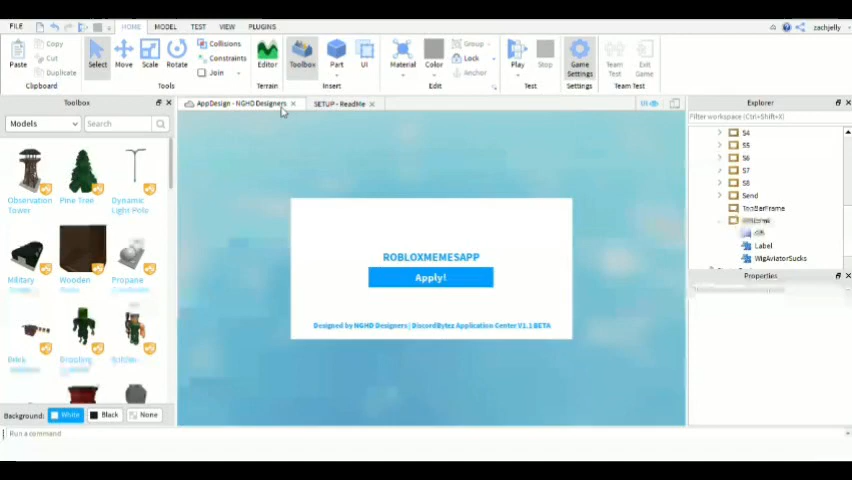 FILE HOME MODEL TEST VIEW PLUGINS zachjelly
Paste Copy Cut Duplicate Select Move Scale Rotate Collisions Constraints Join Editor Toolbox Part UI Material Color Group Lock Anchor Play Stop Game Settings Team Test Exit Game
Clipboard Tools Terrain Insert Edit Test Settings Team Test
Toolbox
AppDesign - NGHD Designers SETUP - ReadMe UI
Explorer
Models Search
Filter workspace (Ctrl+Shift+X)
S4
S5
S6
S7
S8
Send
TopBarFrame
Label
WigAviatorSucks
Properties
Observation Tower
Pine Tree
Dynamic Light Pole
Military
Wooden
Propane
ROBLOXMEMESAPP
Apply!
Designed by NGHD Designers | DiscordBytez Application Center V1.1 BETA
Background: White Black None
Run a command